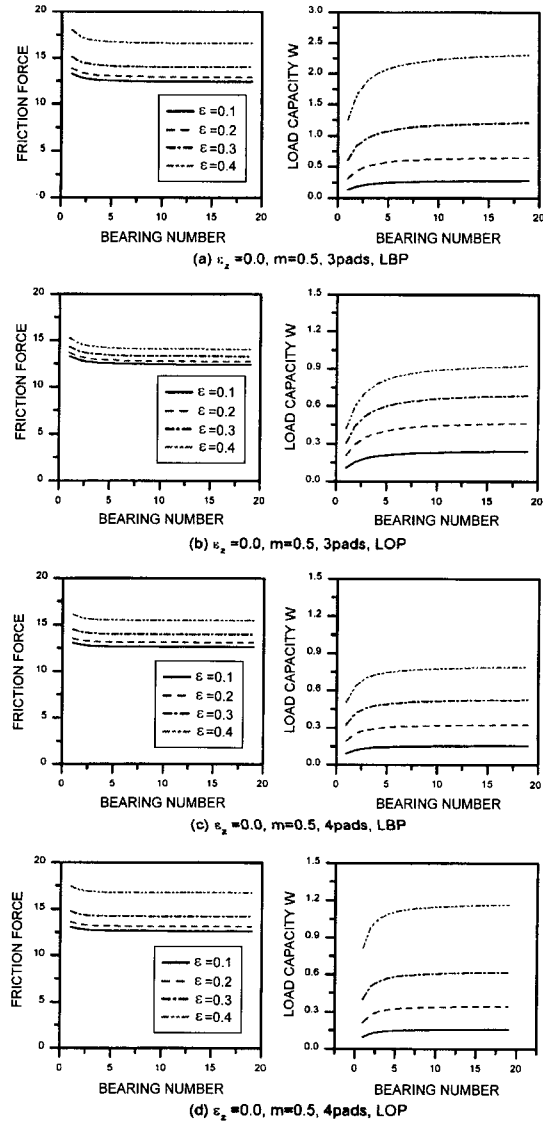 20
15
10
5
-0
FRICTION FORCE
ε=0.1
ε=0.2
ε=0.3
ε=0.4
0 5 10 15 20
BEARING NUMBER
3.0
2.5
2.0
1.5
1.0
0.5
0.0
LOAD CAPACITY W
0 5 10 15 20
BEARING NUMBER
(a) εz =0.0, m=0.5, 3pads, LBP
20
15
10
5
0
FRICTION FORCE
ε=0.1
ε=0.2
ε=0.3
ε=0.4
0 5 10 15 20
BEARING NUMBER
1.5
1.2
0.9
0.6
0.3
0.0
LOAD CAPACITY W
0 5 10 15 20
BEARING NUMBER
(b) εz =0.0, m=0.5, 3pads, LOP
20
15
10
5
0
FRICTION FORCE
ε=0.1
ε=0.2
ε=0.3
ε=0.4
0 5 10 15 20
BEARING NUMBER
1.5
1.2
0.9
0.6
0.3
0.0
LOAD CAPACITY W
0 5 10 15 20
BEARING NUMBER
(c) εz =0.0, m=0.5, 4pads, LBP
20
15
10
5
0
FRICTION FORCE
ε=0.1
ε=0.2
ε=0.3
ε=0.4
0 5 10 15 20
BEARING NUMBER
1.5
1.2
0.9
0.6
0.3
0.0
LOAD CAPACITY W
0 5 10 15 20
BEARING NUMBER
(d) εz =0.0, m=0.5, 4pads, LOP